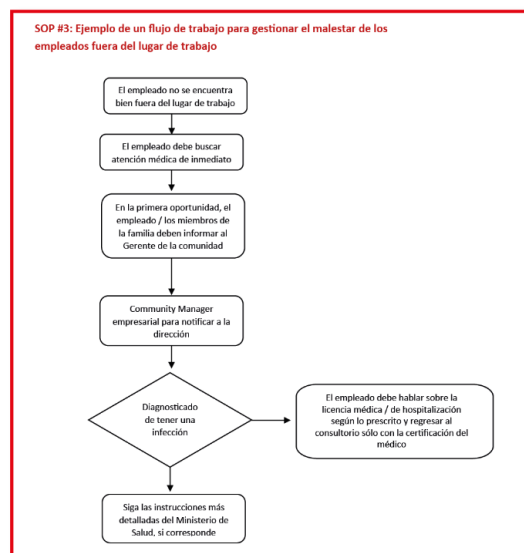 SOP #3: Ejemplo de un flujo de trabajo para gestionar el malestar de los
empleados fuera del lugar de trabajo
El empleado no se encuentra
bien fuera del lugar de trabajo
El empleado debe buscar
atención médica de inmediato
En la primera oportunidad, el
empleado / los miembros de
la familia deben informar al
Gerente de la comunidad
Community Manager
empresarial para notificar a la
dirección
Diagnosticado
de tener una
infección
El empleado debe hablar sobre la
licencia médica / de hospitalización
según lo prescrito y regresar al
consultorio sólo con la certificación del
médico
Siga las instrucciones más
detalladas del Ministerio de
Salud, si corresponde